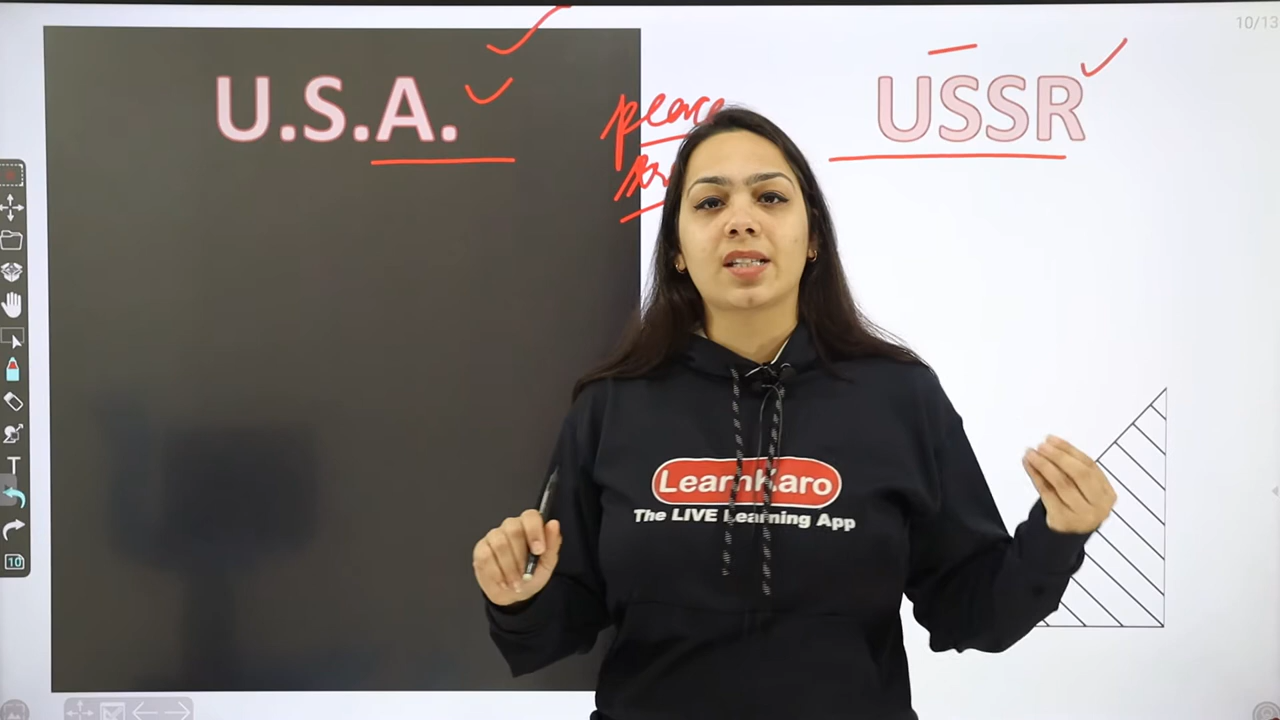 10/13
U.S.A.
USSR
peace
LearnKaro
The LIVE Learning App
T
10